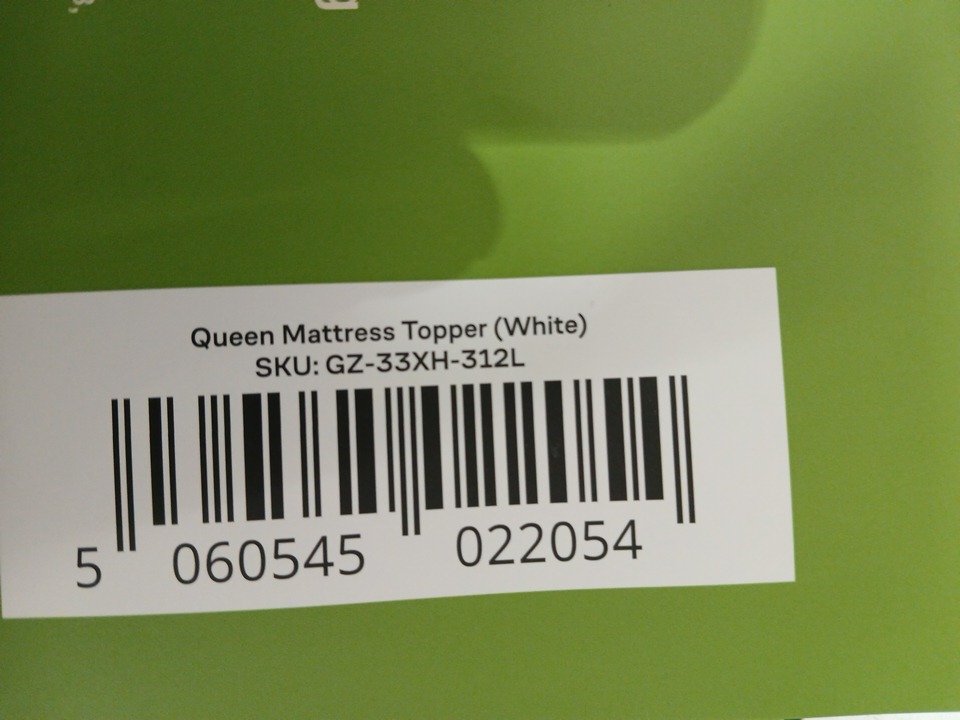 Queen Mattress Topper (White)
SKU: GZ-33XH-312L
5 060545 022054